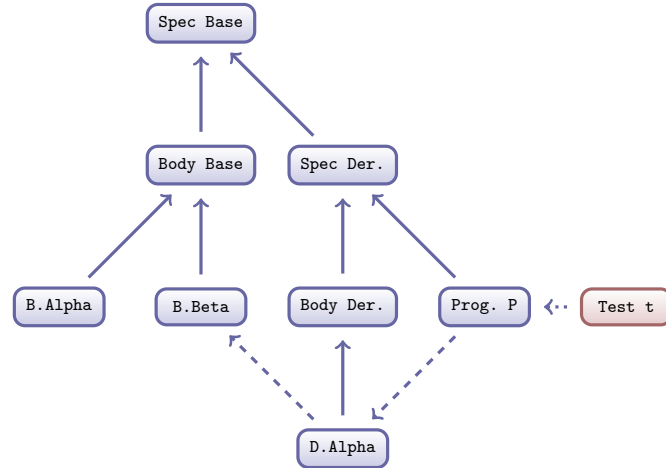 Spec Base
Body Base
Spec Der.
B.Alpha
B.Beta
Body Der.
Prog. P
Test t
D.Alpha